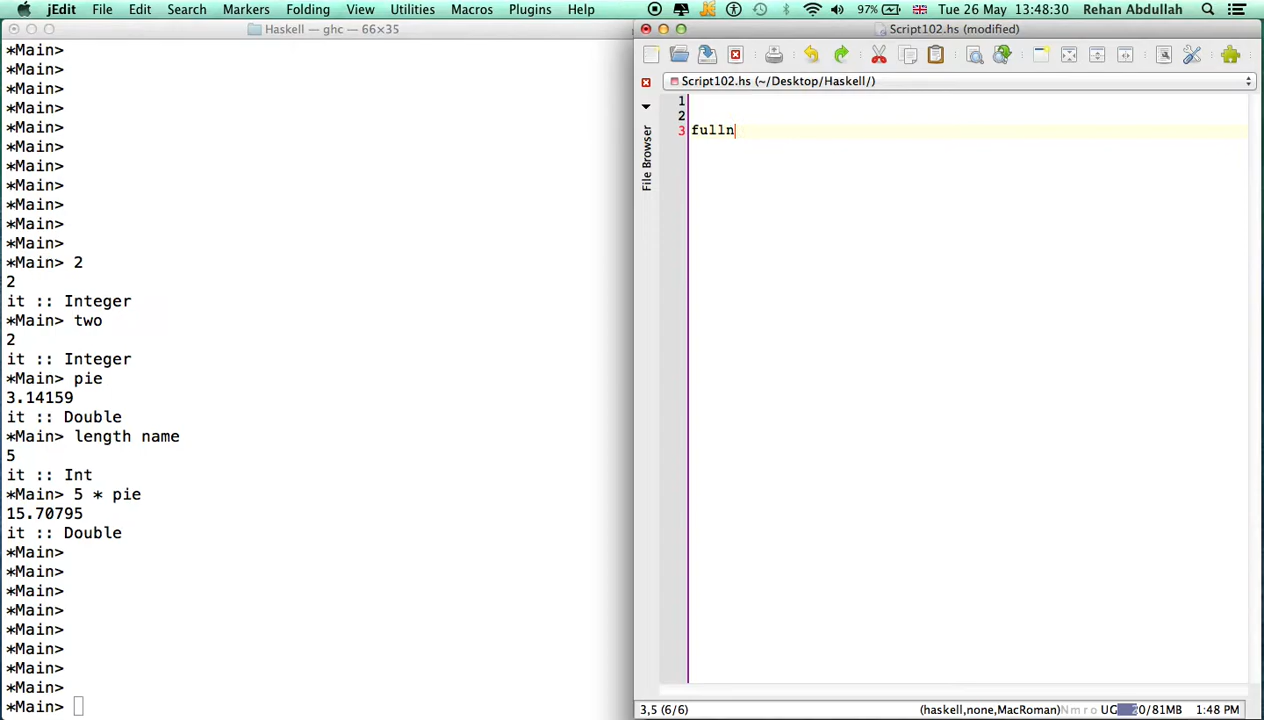 jEdit File Edit Search Markers Folding View Utilities Macros Plugins Help 97% Tue 26 May 13:48:30 Rehan Abdullah
Haskell — ghc — 66×35
*Main>
*Main>
*Main>
*Main>
*Main>
*Main>
*Main>
*Main>
*Main>
*Main>
*Main>
*Main> 2
2
it :: Integer
*Main> two
2
it :: Integer
*Main> pie
3.14159
it :: Double
*Main> length name
5
it :: Int
*Main> 5 * pie
15.70795
it :: Double
*Main>
*Main>
*Main>
*Main>
*Main>
*Main>
*Main>
*Main>
*Main>
Script102.hs (modified)
Script102.hs (~/Desktop/Haskell/)
File Browser
1
2
3 fulln
3,5 (6/6) (haskell,none,MacRoman)Nmro UG 20/81MB 1:48 PM